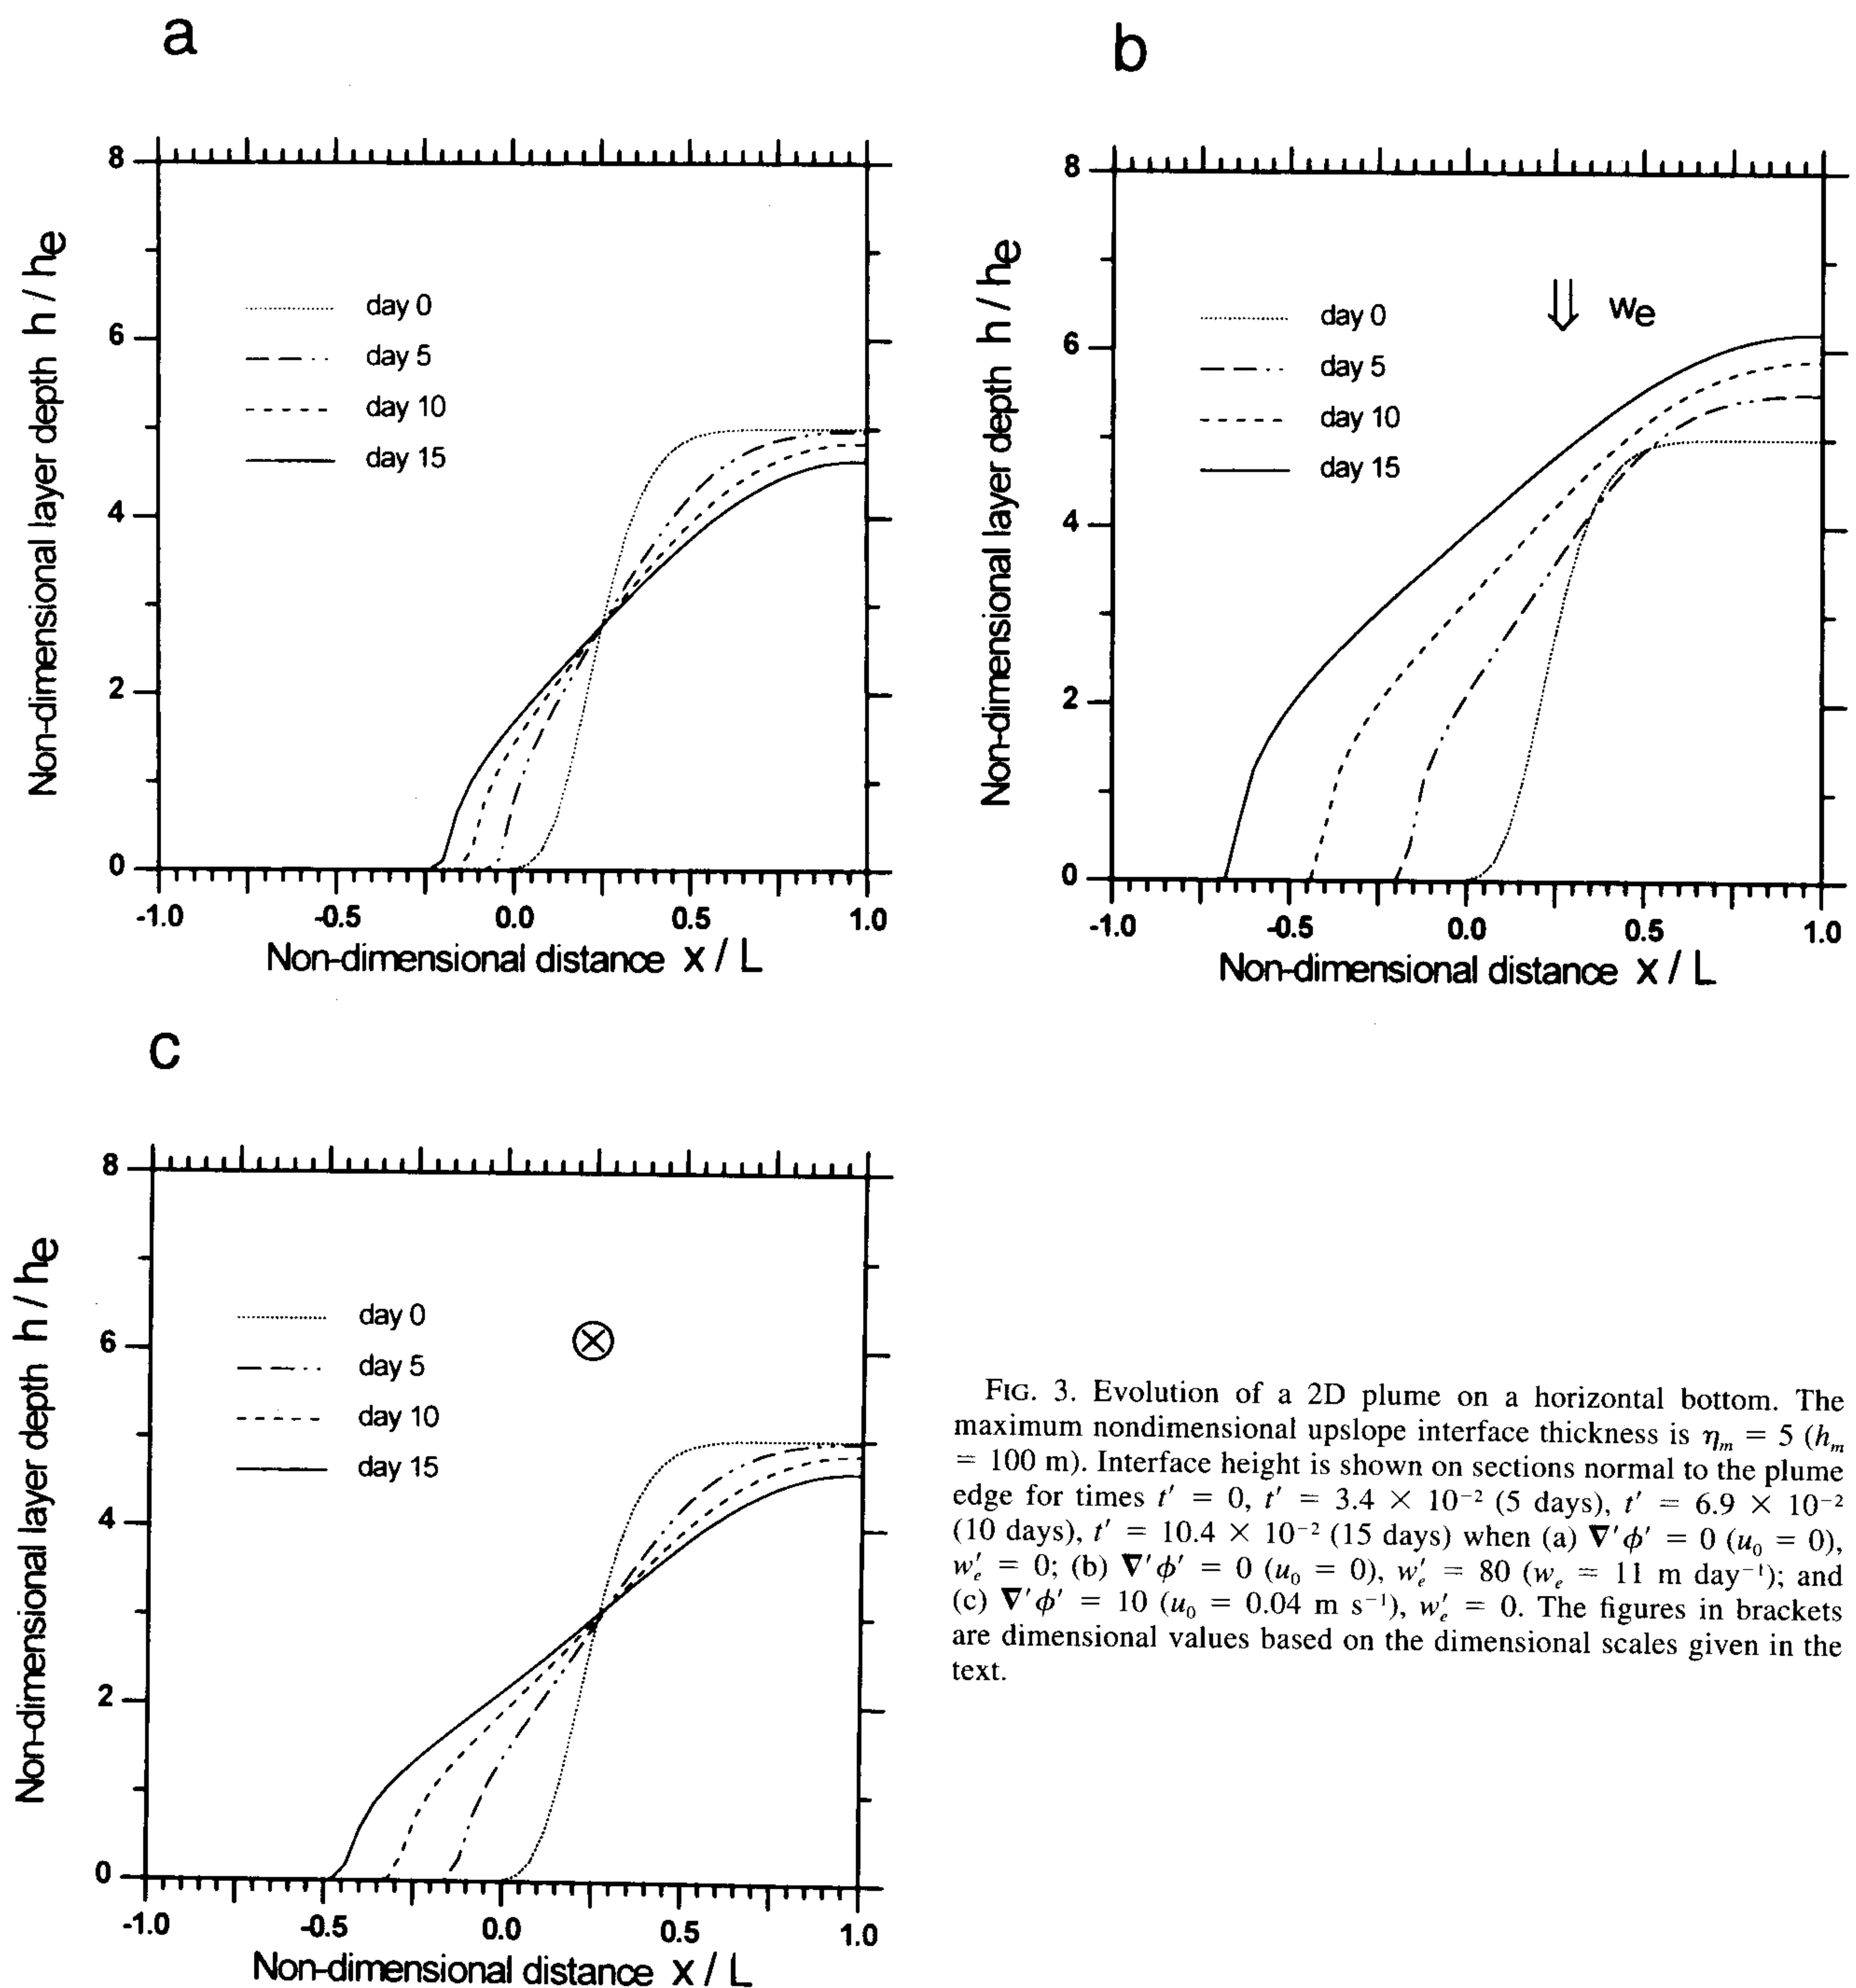 a
Non-dimensional layer depth h / he
8
6
4
2
0
day 0
day 5
day 10
day 15
-1.0 -0.5 0.0 0.5 1.0
Non-dimensional distance x / L
b
Non-dimensional layer depth h / he
8
6
4
2
0
day 0
day 5
day 10
day 15
we
-1.0 -0.5 0.0 0.5 1.0
Non-dimensional distance x / L
c
Non-dimensional layer depth h / he
8
6
4
2
0
day 0
day 5
day 10
day 15
-1.0 -0.5 0.0 0.5 1.0
Non-dimensional distance x / L
FIG. 3. Evolution of a 2D plume on a horizontal bottom. The
maximum nondimensional upslope interface thickness is ηm = 5 (hm
= 100 m). Interface height is shown on sections normal to the plume
edge for times t′ = 0, t′ = 3.4 × 10⁻² (5 days), t′ = 6.9 × 10⁻²
(10 days), t′ = 10.4 × 10⁻² (15 days) when (a) ∇′ϕ′ = 0 (u₀ = 0),
w′e = 0; (b) ∇′ϕ′ = 0 (u₀ = 0), w′e = 80 (we = 11 m day⁻¹); and
(c) ∇′ϕ′ = 10 (u₀ = 0.04 m s⁻¹), w′e = 0. The figures in brackets
are dimensional values based on the dimensional scales given in the
text.